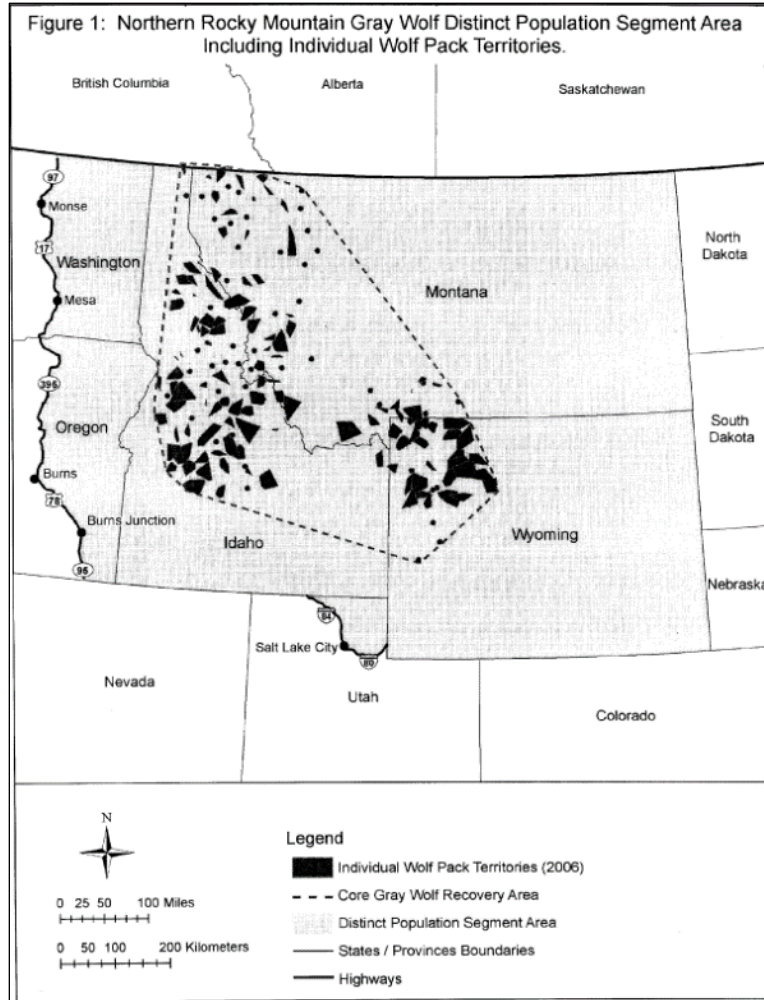 Figure 1: Northern Rocky Mountain Gray Wolf Distinct Population Segment Area
Including Individual Wolf Pack Territories.
British Columbia
Alberta
Saskatchewan
97
Monse
17
Washington
Mesa
North
Dakota
Montana
395
Oregon
South
Dakota
Burns
78
Burns Junction
Idaho
Wyoming
95
Nebraska
84
Salt Lake City
80
Nevada
Utah
Colorado
N
0 25 50 100 Miles
0 50 100 200 Kilometers
Legend
Individual Wolf Pack Territories (2006)
Core Gray Wolf Recovery Area
Distinct Population Segment Area
States / Provinces Boundaries
Highways